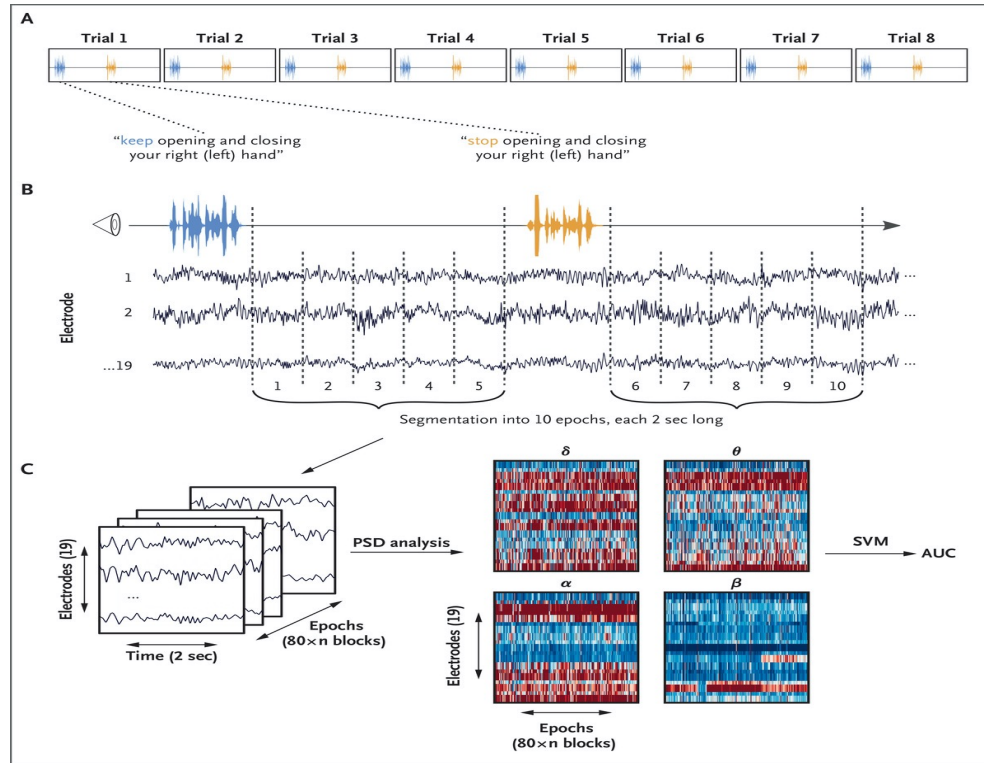 A
Trial 1 Trial 2 Trial 3 Trial 4 Trial 5 Trial 6 Trial 7 Trial 8
“keep opening and closing
your right (left) hand”
“stop opening and closing
your right (left) hand”
B
Electrode
1
2
...19
...
...
...
1 2 3 4 5 6 7 8 9 10
Segmentation into 10 epochs, each 2 sec long
C
Electrodes (19)
...
Time (2 sec)
Epochs
(80×n blocks)
PSD analysis
δ θ
α β
Electrodes (19)
Epochs
(80×n blocks)
SVM
AUC